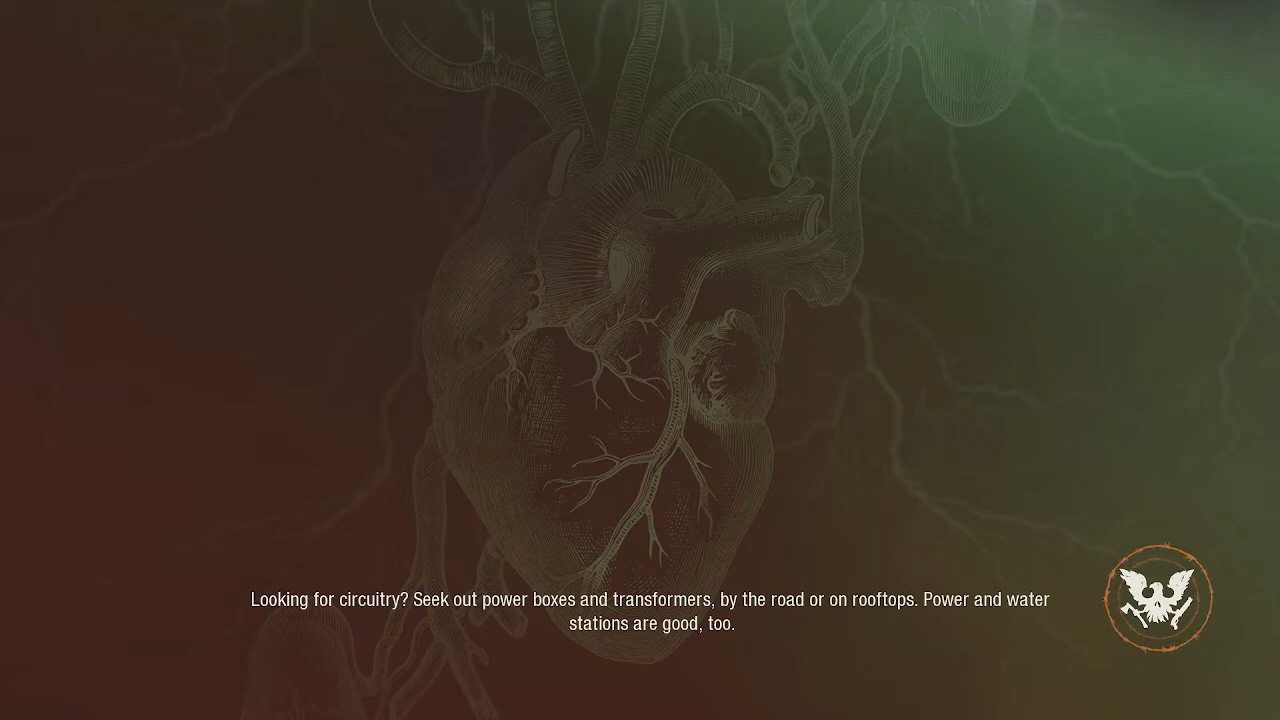 Looking for circuitry? Seek out power boxes and transformers, by the road or on rooftops. Power and water
stations are good, too.